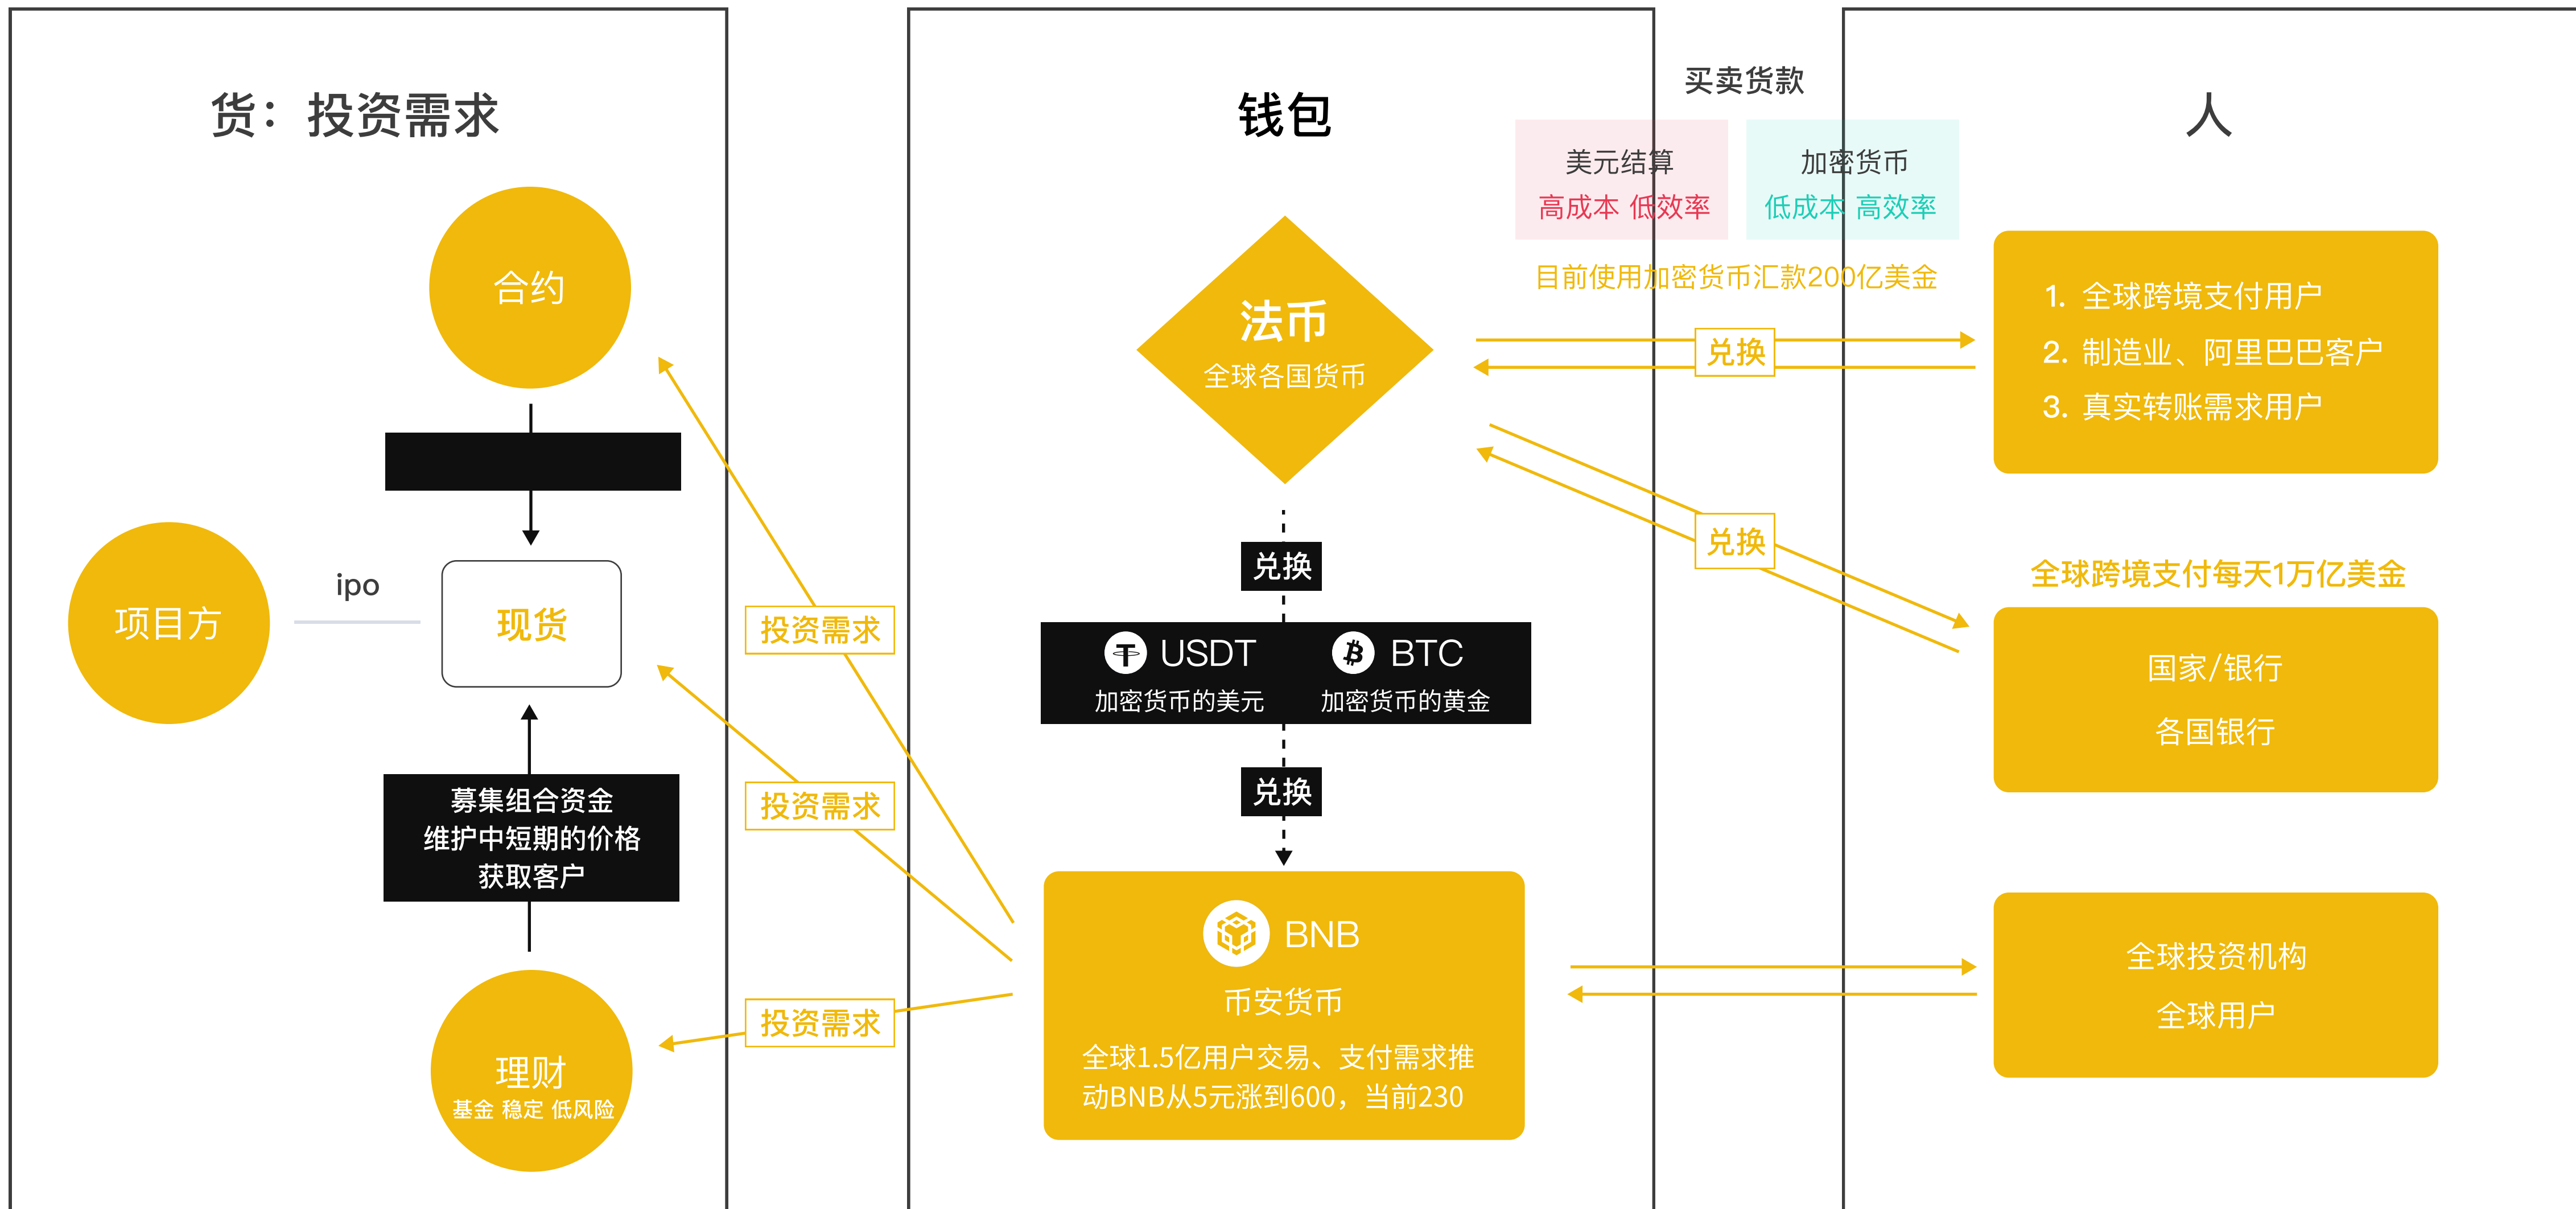 货：投资需求
合约
项目方
ipo
现货
募集组合资金
维护中短期的价格
获取客户
理财
基金 稳定 低风险
投资需求
投资需求
投资需求
钱包
法币
全球各国货币
兑换
USDT
加密货币的美元
BTC
加密货币的黄金
兑换
BNB
币安货币
全球1.5亿用户交易、支付需求推
动BNB从5元涨到600，当前230
买卖货款
美元结算
高成本 低效率
加密货币
低成本 高效率
目前使用加密货币汇款200亿美金
兑换
兑换
人
1. 全球跨境支付用户
2. 制造业、阿里巴巴客户
3. 真实转账需求用户
全球跨境支付每天1万亿美金
国家/银行
各国银行
全球投资机构
全球用户